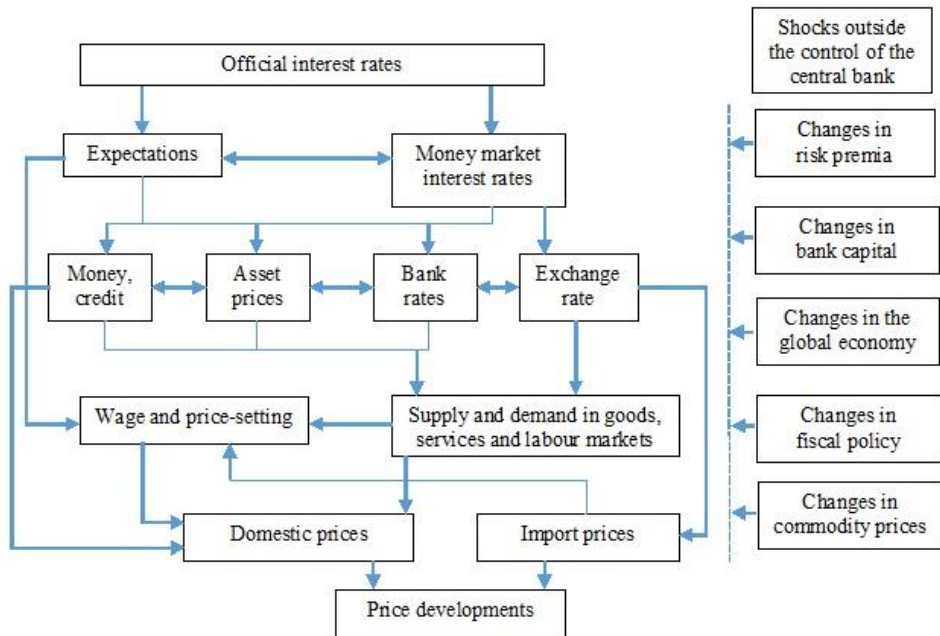 Official interest rates
Shocks outside
the control of the
central bank
Expectations
Money market
interest rates
Changes in
risk premia
Money,
credit
Asset
prices
Bank
rates
Exchange
rate
Changes in
bank capital
Changes in the
global economy
Wage and price-setting
Supply and demand in goods,
services and labour markets
Changes in
fiscal policy
Domestic prices
Import prices
Changes in
commodity prices
Price developments